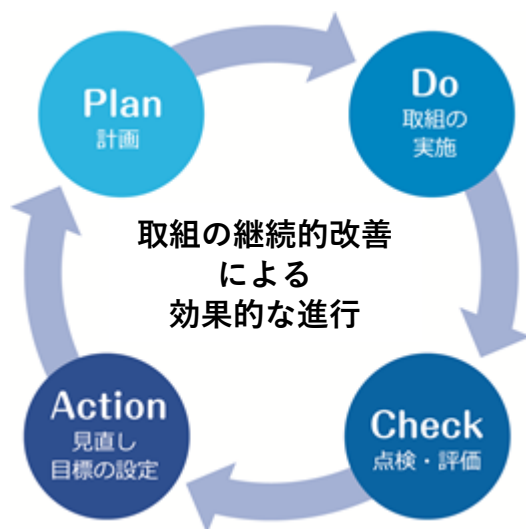 Plan
計画
Do
取組の
実施
取組の継続的改善
による
効果的な進行
Action
見直し
目標の設定
Check
点検・評価